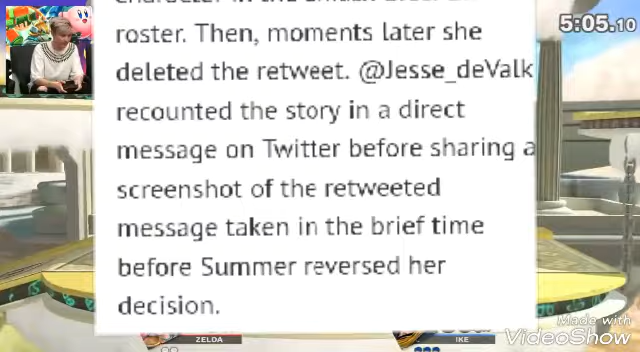 5:05.10
roster. Then, moments later she
deleted the retweet. @Jesse_deValk
recounted the story in a direct
message on Twitter before sharing a
screenshot of the retweeted
message taken in the brief time
before Summer reversed her
decision.
ZELDA
IKE
Made with
VideoShow